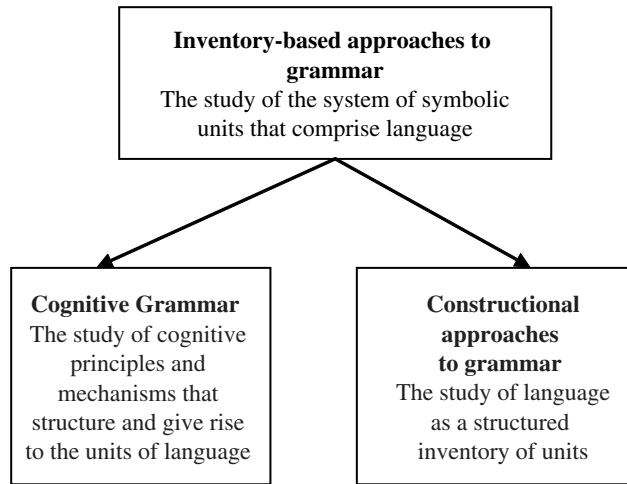 Inventory-based approaches to
grammar
The study of the system of symbolic
units that comprise language
Cognitive Grammar
The study of cognitive
principles and
mechanisms that
structure and give rise
to the units of language
Constructional
approaches
to grammar
The study of language
as a structured
inventory of units